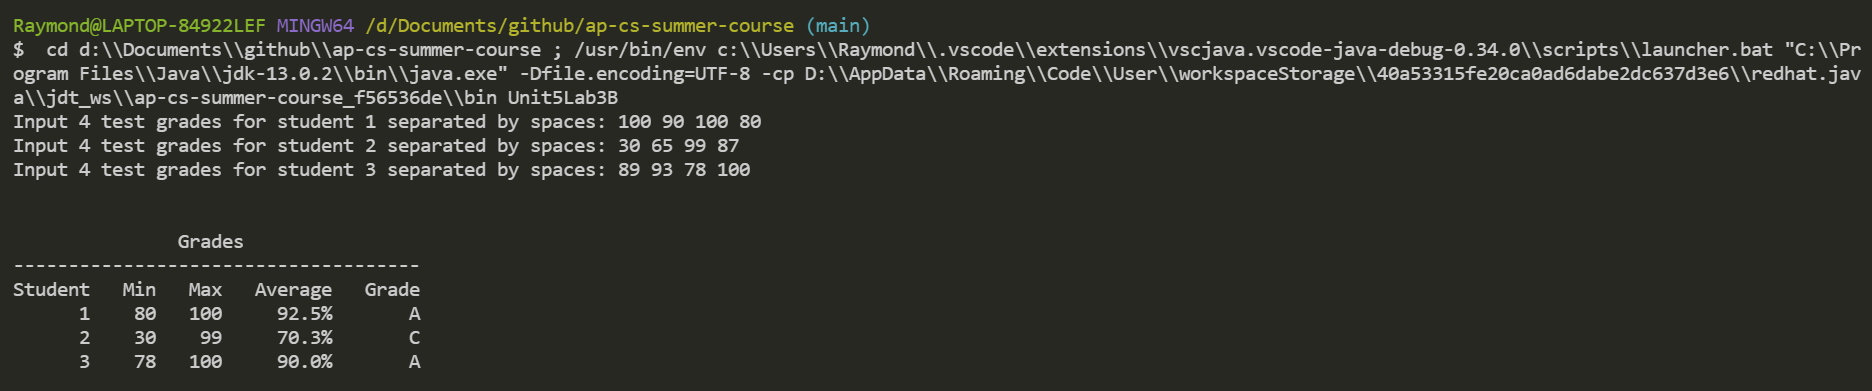 Raymond@LAPTOP-84922LEF MINGW64 /d/Documents/github/ap-cs-summer-course (main)
$  cd d:\\Documents\\github\\ap-cs-summer-course ; /usr/bin/env c:\\Users\\Raymond\\.vscode\\extensions\\vscjava.vscode-java-debug-0.34.0\\scripts\\launcher.bat "C:\\Pr
ogram Files\\Java\\jdk-13.0.2\\bin\\java.exe" -Dfile.encoding=UTF-8 -cp D:\\AppData\\Roaming\\Code\\User\\workspaceStorage\\40a53315fe20ca0ad6dabe2dc637d3e6\\redhat.jav
a\\jdt_ws\\ap-cs-summer-course_f56536de\\bin Unit5Lab3B
Input 4 test grades for student 1 separated by spaces: 100 90 100 80
Input 4 test grades for student 2 separated by spaces: 30 65 99 87
Input 4 test grades for student 3 separated by spaces: 89 93 78 100
               Grades
-------------------------------------
Student   Min   Max   Average   Grade
      1    80   100     92.5%       A
      2    30    99     70.3%       C
      3    78   100     90.0%       A